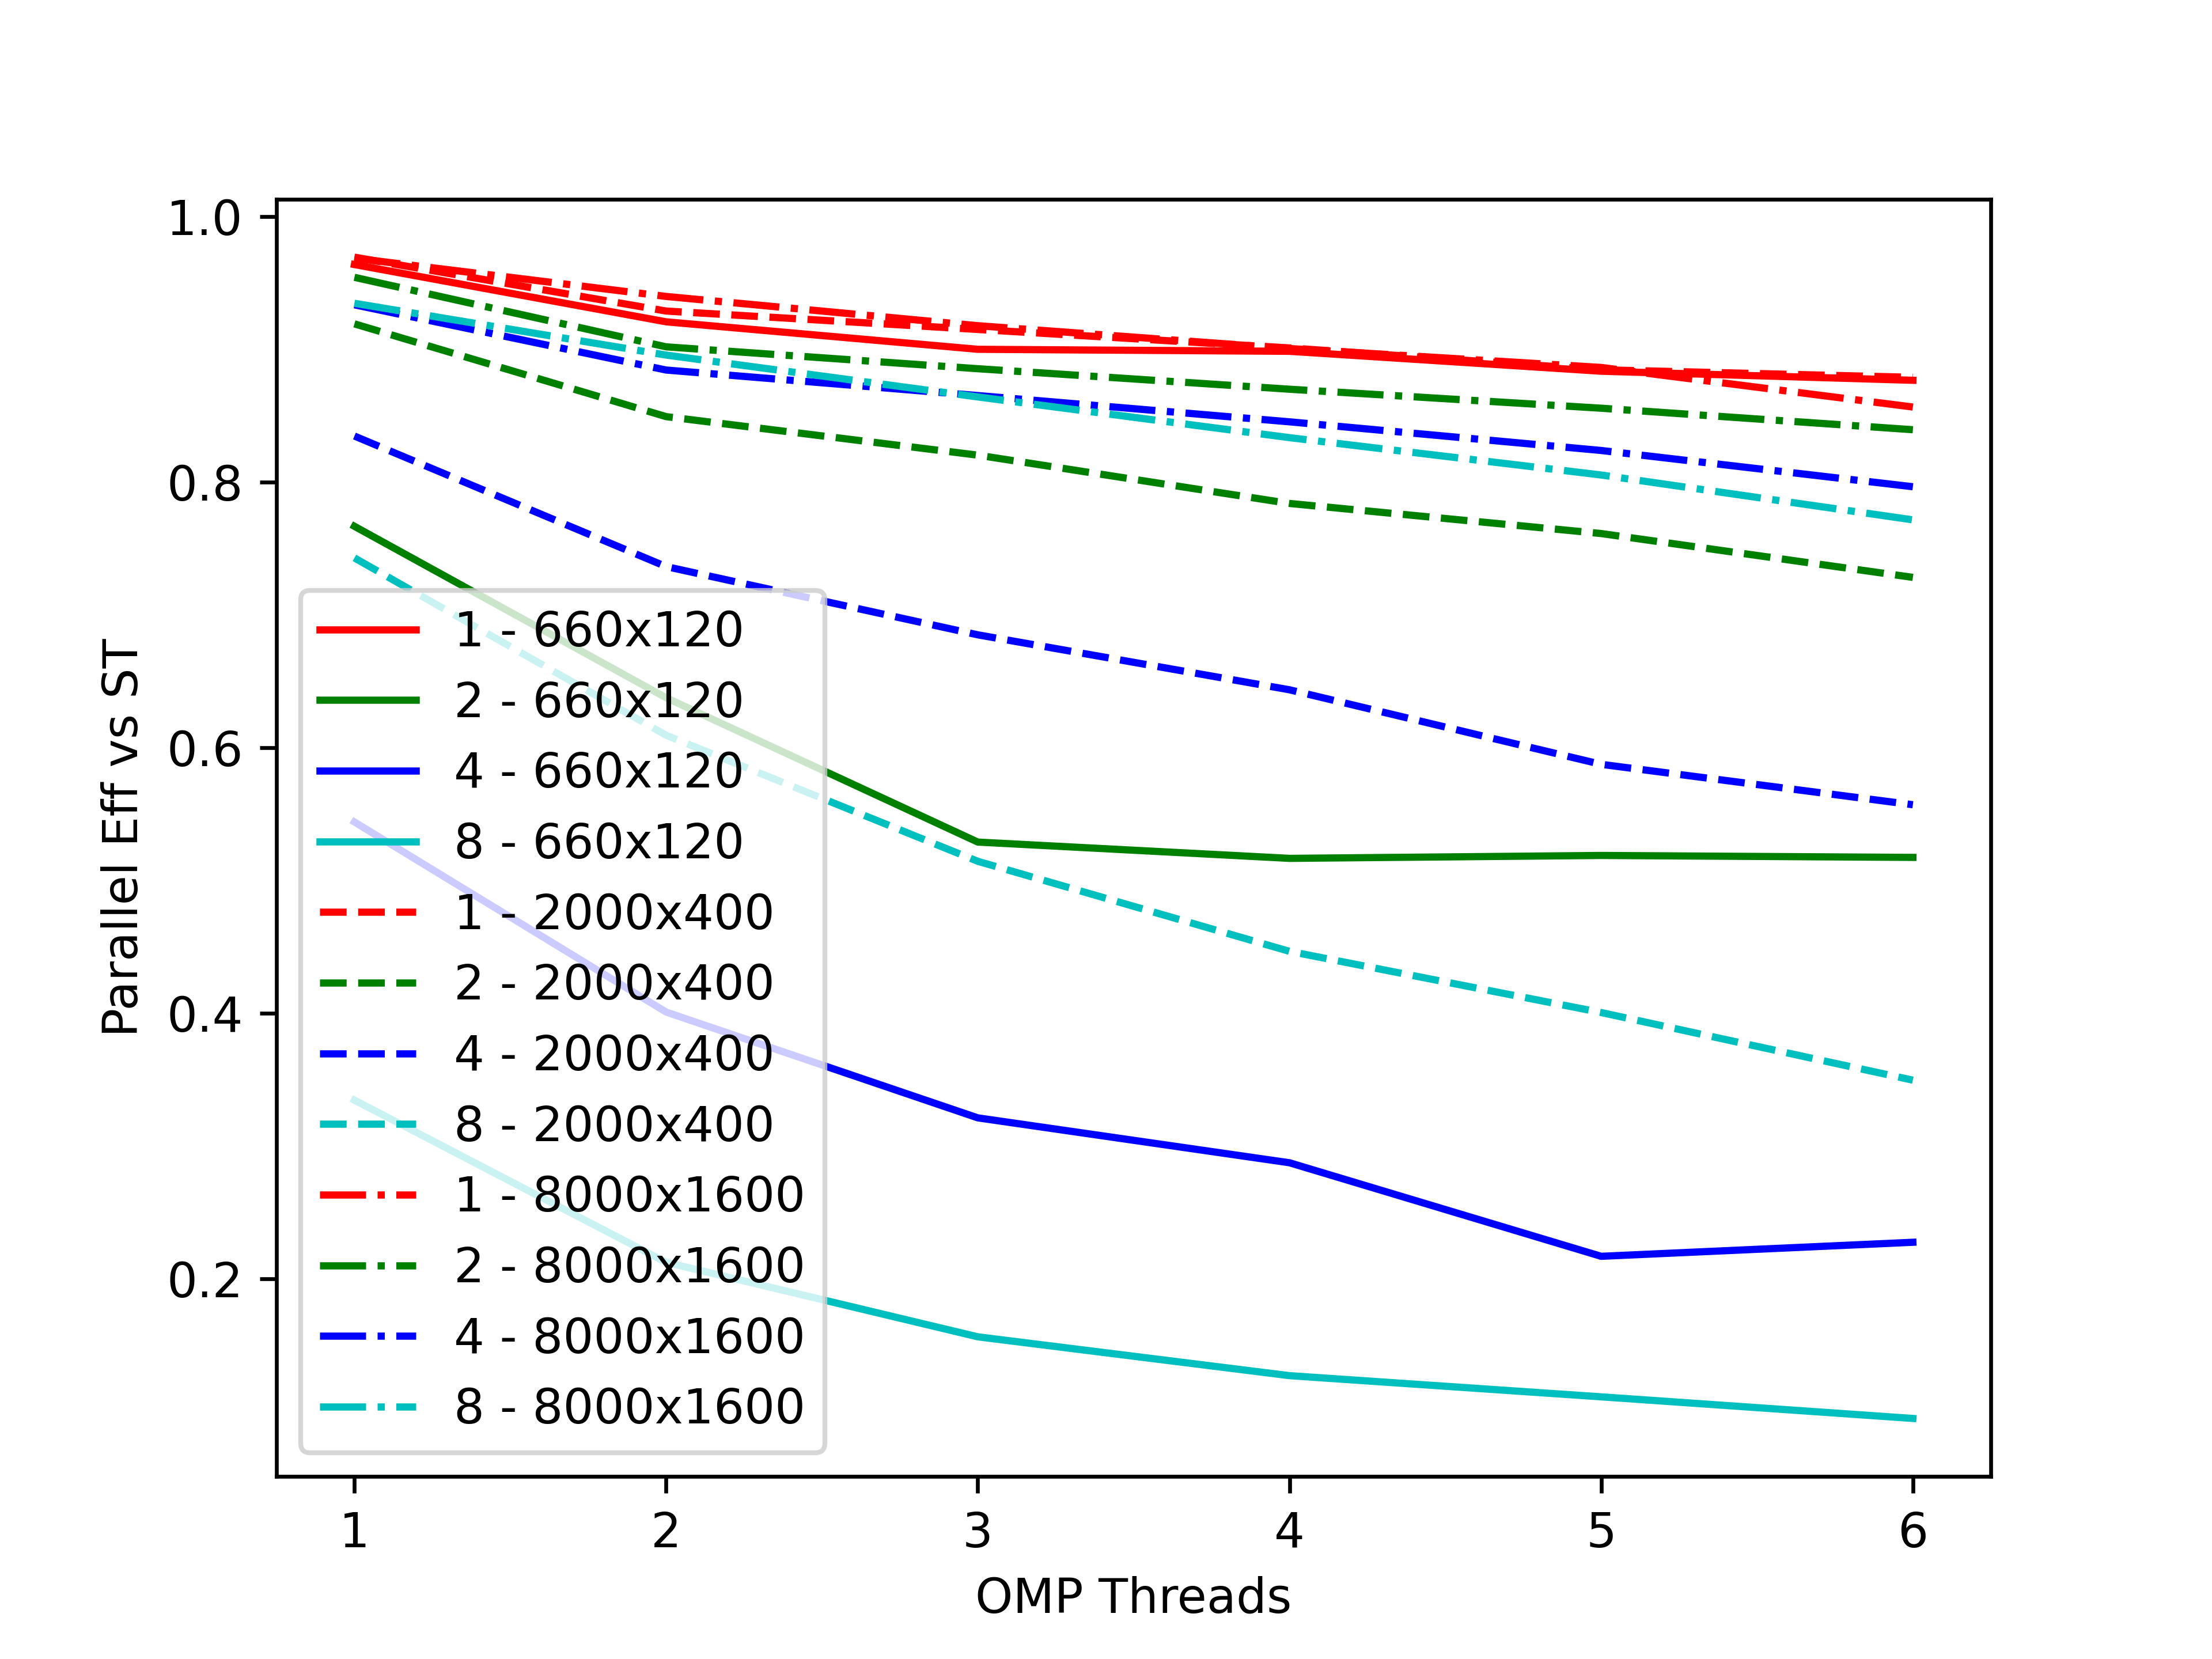 1.0
0.8
0.6
0.4
0.2
Parallel Eff vs ST
1 - 660x120
2 - 660x120
4 - 660x120
8 - 660x120
1 - 2000x400
2 - 2000x400
4 - 2000x400
8 - 2000x400
1 - 8000x1600
2 - 8000x1600
4 - 8000x1600
8 - 8000x1600
1 2 3 4 5 6
OMP Threads